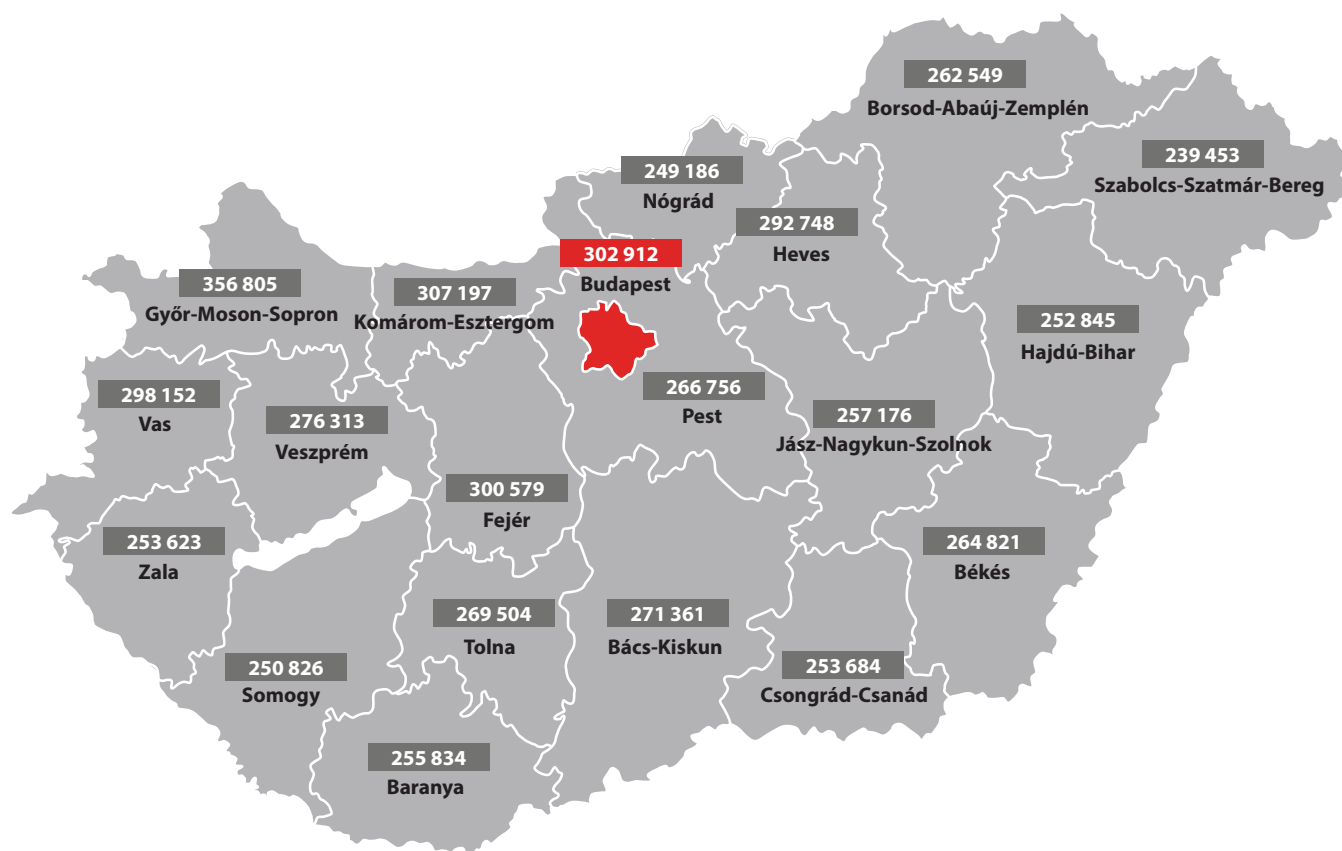 262 549
Borsod-Abaúj-Zemplén
239 453
Szabolcs-Szatmár-Bereg
249 186
Nógrád
292 748
Heves
302 912
Budapest
356 805
Győr-Moson-Sopron
307 197
Komárom-Esztergom
252 845
Hajdú-Bihar
298 152
Vas
276 313
Veszprém
266 756
Pest
257 176
Jász-Nagykun-Szolnok
300 579
Fejér
253 623
Zala
264 821
Békés
269 504
Tolna
271 361
Bács-Kiskun
250 826
Somogy
253 684
Csongrád-Csanád
255 834
Baranya